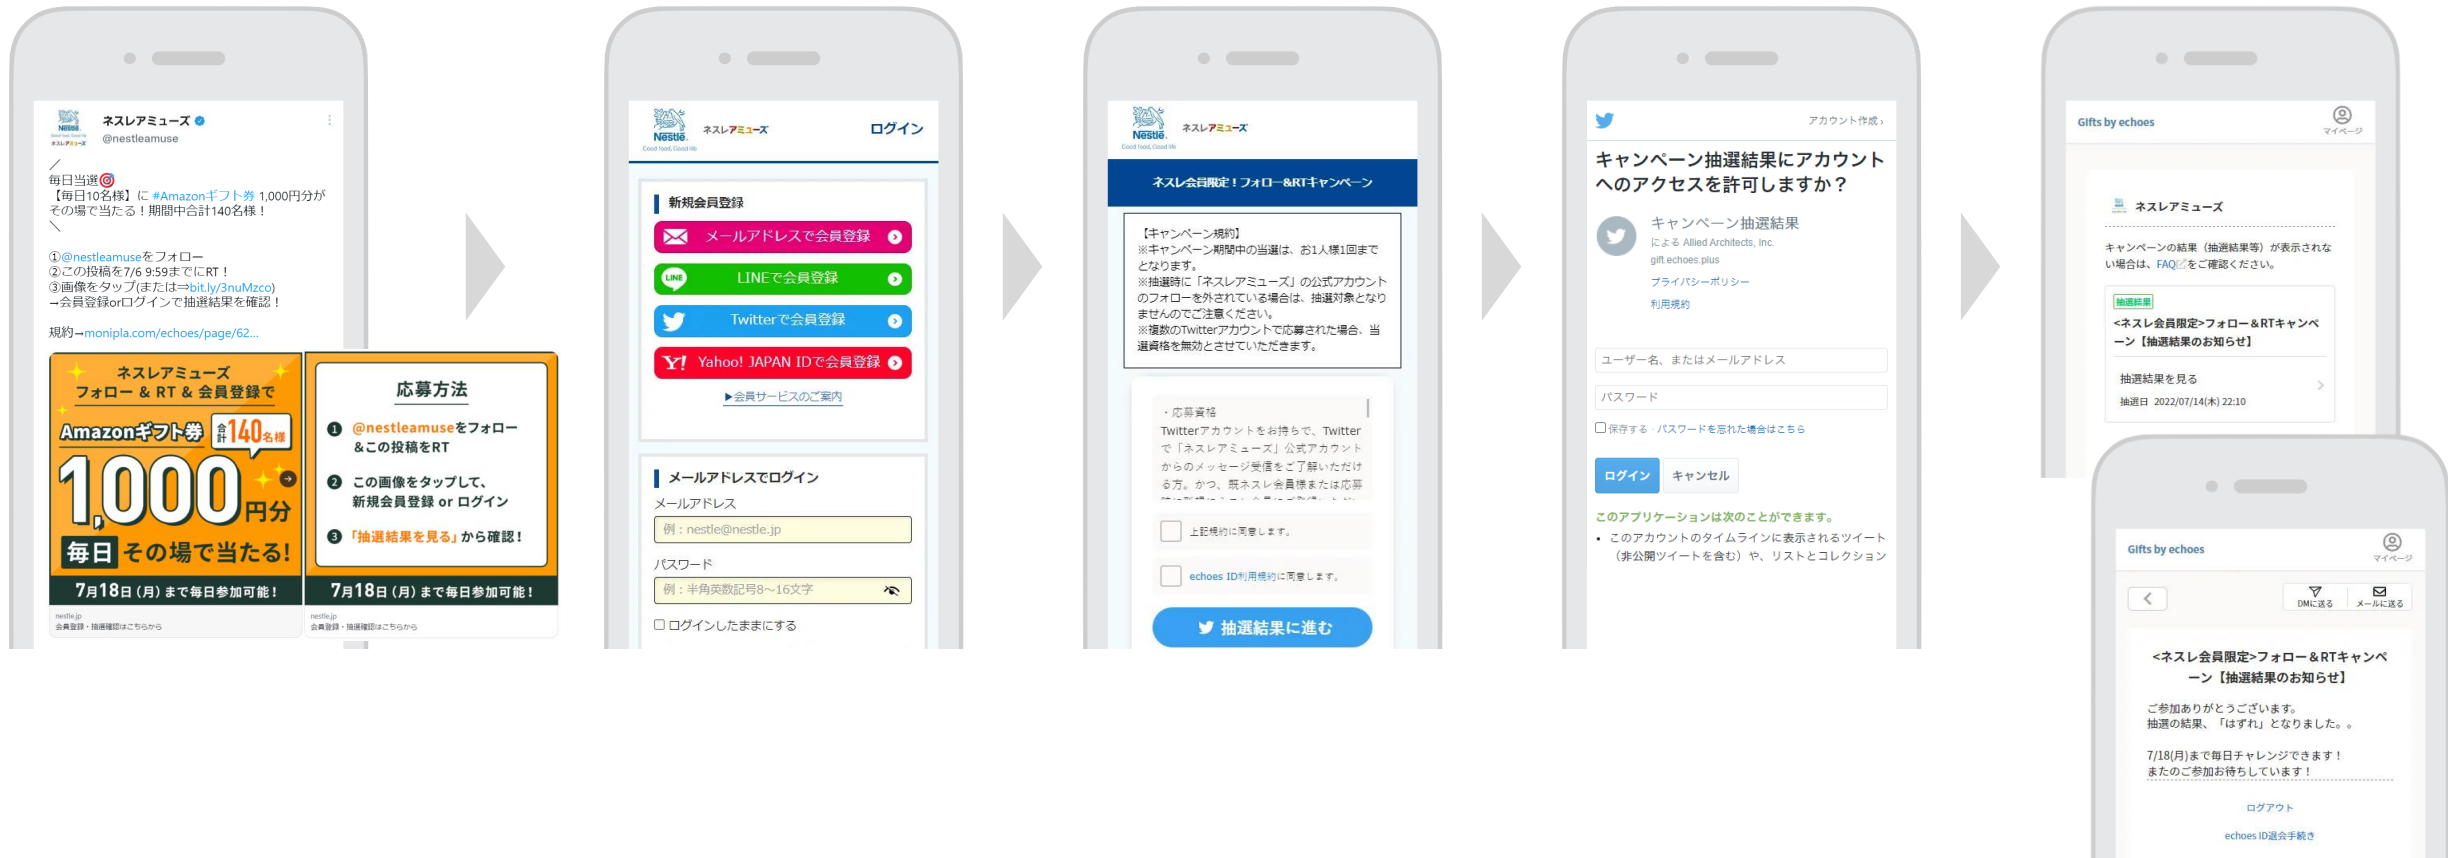 ネスレアミューズ
@nestleamuse
／
毎日当選🎯
【毎日10名様】に #Amazonギフト券 1,000円分が
その場で当たる！期間中合計140名様！
＼
①@nestleamuseをフォロー
②この投稿を7/6 9:59までにRT！
③画像をタップ(または⇒bit.ly/3nuMzco)
→会員登録orログインで抽選結果を確認！
規約→monipla.com/echoes/page/62...
ネスレアミューズ
フォロー & RT & 会員登録で
Amazonギフト券 合計140名様
1,000円分
毎日 その場で当たる!
7月18日(月)まで毎日参加可能！
nestle.jp
会員登録・抽選確認はこちらから
応募方法
1 @nestleamuseをフォロー
&この投稿をRT
2 この画像をタップして、
新規会員登録 or ログイン
3 「抽選結果を見る」から確認！
7月18日(月)まで毎日参加可能！
nestle.jp
会員登録・抽選確認はこちらから
Nestlé
Good food, Good life
ネスレアミューズ
ログイン
新規会員登録
メールアドレスで会員登録
LINE LINEで会員登録
Twitterで会員登録
Y! Yahoo! JAPAN IDで会員登録
▶会員サービスのご案内
メールアドレスでログイン
メールアドレス
例：nestle@nestle.jp
パスワード
例：半角英数記号8～16文字
ログインしたままにする
Nestlé
Good food, Good life
ネスレアミューズ
ネスレ会員限定！フォロー&RTキャンペーン
【キャンペーン規約】
※キャンペーン期間中の当選は、お1人様1回まで
となります。
※抽選時に「ネスレアミューズ」の公式アカウント
のフォローを外されている場合は、抽選対象となり
ませんのでご注意ください。
※複数のTwitterアカウントで応募された場合、当
選資格を無効とさせていただきます。
・応募資格
Twitterアカウントをお持ちで、Twitter
で「ネスレアミューズ」公式アカウント
からのメッセージ受信をご了解いただけ
る方。かつ、既ネスレ会員様または応募
上記規約に同意します。
echoes ID利用規約に同意します。
抽選結果に進む
アカウント作成›
キャンペーン抽選結果にアカウント
へのアクセスを許可しますか？
キャンペーン抽選結果
による Allied Architects, Inc.
gift.echoes.plus
プライバシーポリシー
利用規約
ユーザー名、またはメールアドレス
パスワード
保存する · パスワードを忘れた場合はこちら
ログイン キャンセル
このアプリケーションは次のことができます。
• このアカウントのタイムラインに表示されるツイート
（非公開ツイートを含む）や、リストとコレクション
Gifts by echoes
マイページ
ネスレアミューズ
キャンペーンの結果（抽選結果等）が表示されな
い場合は、FAQをご確認ください。
抽選結果
<ネスレ会員限定>フォロー＆RTキャンペ
ーン【抽選結果のお知らせ】
抽選結果を見る
抽選日 2022/07/14(木) 22:10
Gifts by echoes
マイページ
DMに送る メールに送る
<ネスレ会員限定>フォロー＆RTキャンペ
ーン【抽選結果のお知らせ】
ご参加ありがとうございます。
抽選の結果、「はずれ」となりました。。
7/18(月)まで毎日チャレンジできます！
またのご参加お待ちしています！
ログアウト
echoes ID退会手続き